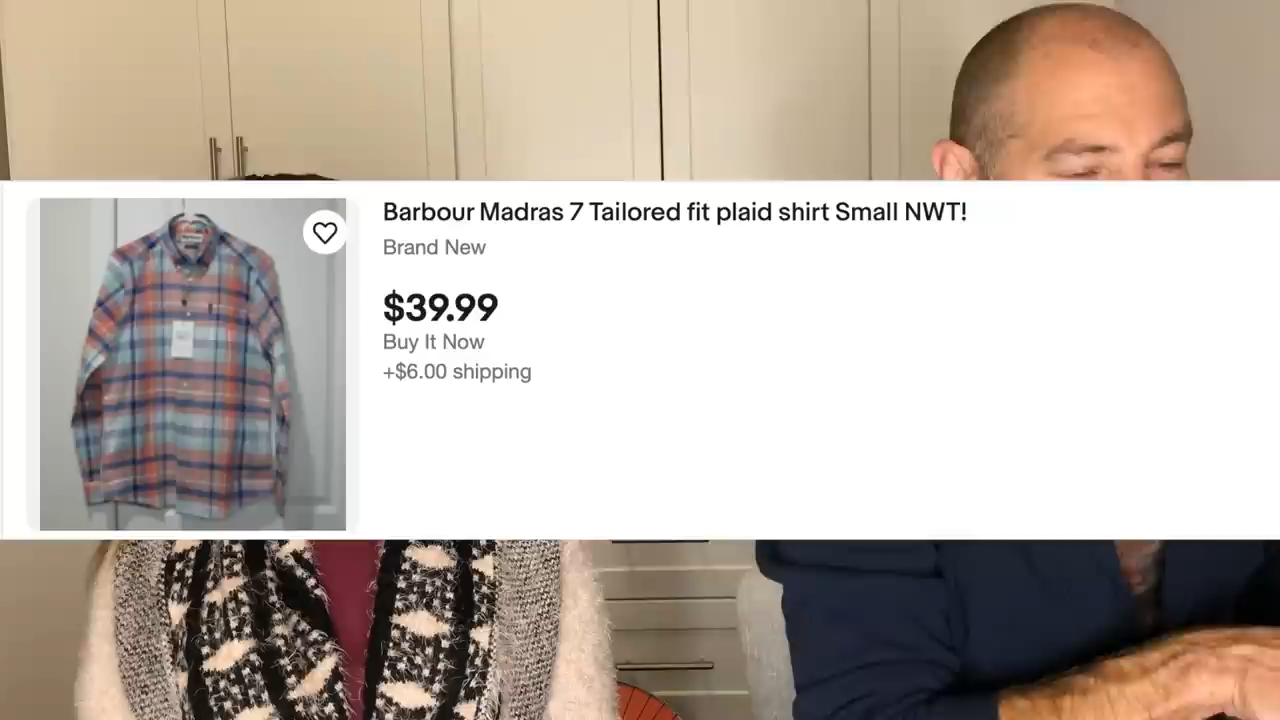 Barbour Madras 7 Tailored fit plaid shirt Small NWT!
Brand New
$39.99
Buy It Now
+$6.00 shipping